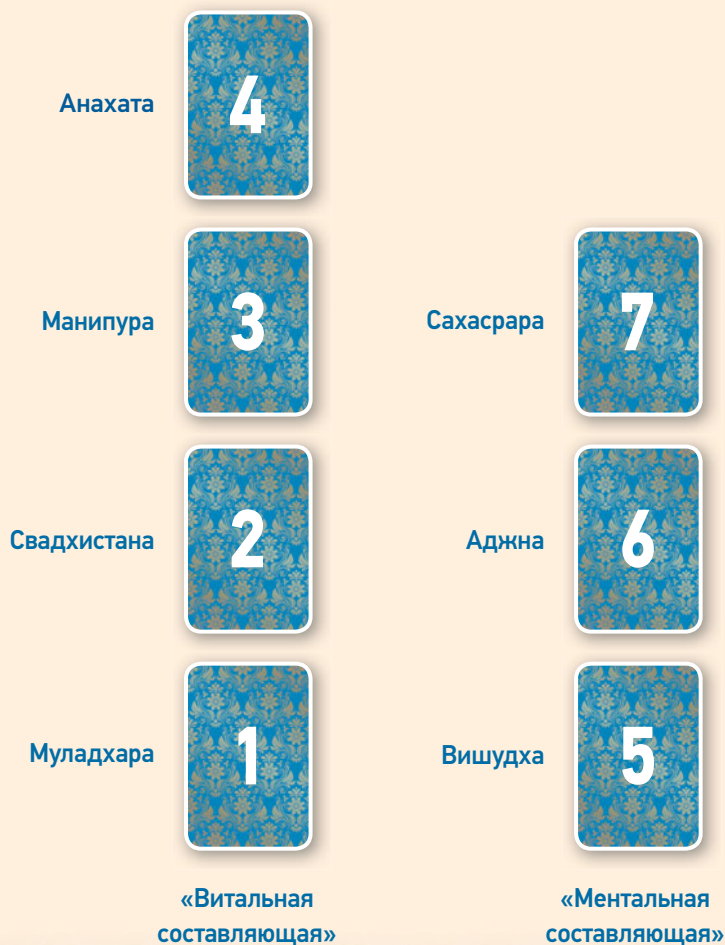 Анахата
4
Манипура
3
Сахасрара
7
Свадхистана
2
Аджна
6
Муладхара
1
Вишудха
5
«Витальная
составляющая»
«Ментальная
составляющая»